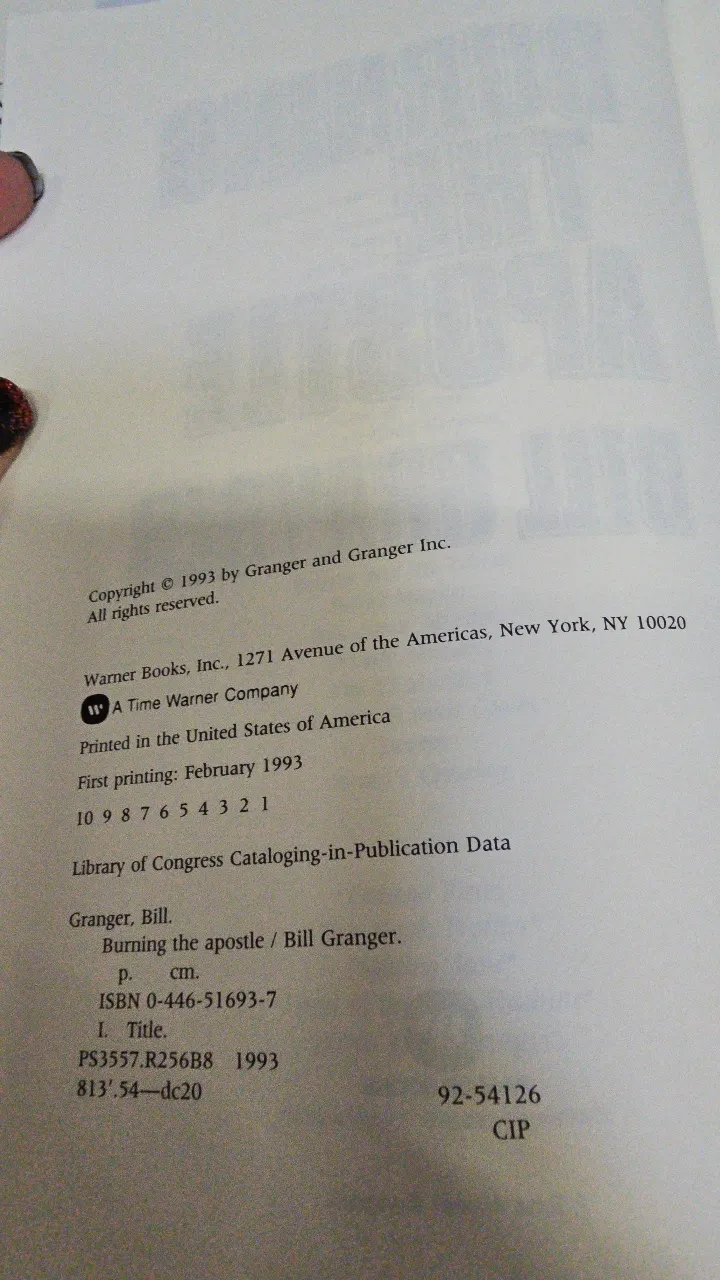 Copyright © 1993 by Granger and Granger Inc.
All rights reserved.
Warner Books, Inc., 1271 Avenue of the Americas, New York, NY 10020
W A Time Warner Company
Printed in the United States of America
First printing: February 1993
10 9 8 7 6 5 4 3 2 1
Library of Congress Cataloging-in-Publication Data
Granger, Bill.
Burning the apostle / Bill Granger.
p. cm.
ISBN 0-446-51693-7
I. Title.
PS3557.R256B8 1993
813'.54—dc20
92-54126
CIP